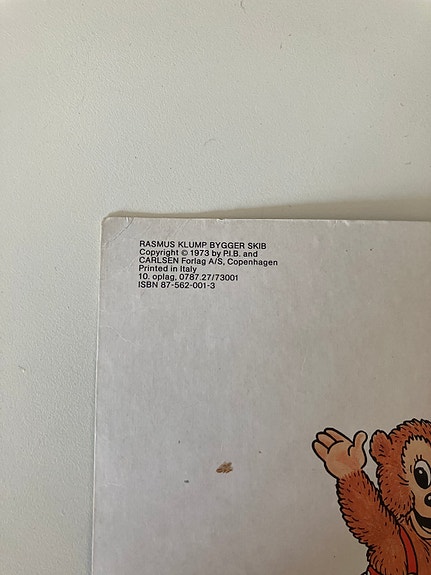 RASMUS KLUMP BYGGER SKIB
Copyright © 1973 by P.I.B. and
CARLSEN Forlag A/S, Copenhagen
Printed in Italy
10. oplag. 0787.27/73001
ISBN 87-562-001-3